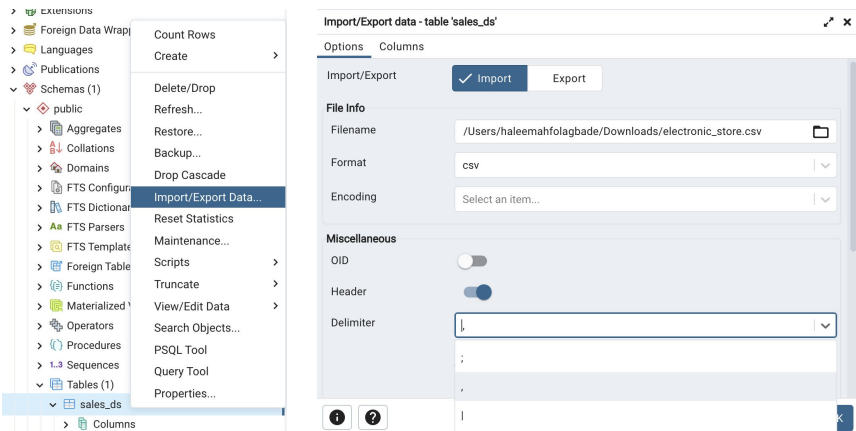 Extensions
Foreign Data Wrapp
Languages
Publications
Schemas (1)
public
Aggregates
Collations
Domains
FTS Configura
FTS Dictionar
Aa FTS Parsers
FTS Template
Foreign Table
Functions
Materialized V
Operators
Procedures
1..3 Sequences
Tables (1)
sales_ds
Columns
Count Rows
Create
Delete/Drop
Refresh...
Restore...
Backup...
Drop Cascade
Import/Export Data...
Reset Statistics
Maintenance...
Scripts
Truncate
View/Edit Data
Search Objects...
PSQL Tool
Query Tool
Properties...
Import/Export data - table 'sales_ds'
Options Columns
Import/Export Import Export
File Info
Filename /Users/haleemahfolagbade/Downloads/electronic_store.csv
Format csv
Encoding Select an item...
Miscellaneous
OID
Header
Delimiter ,
;
,
|
K